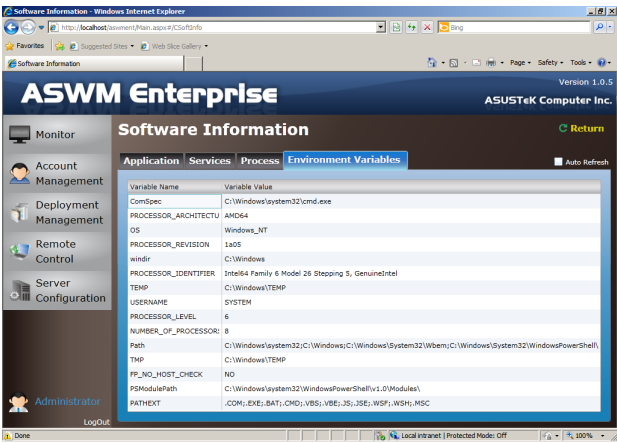 Software Information - Windows Internet Explorer
http://localhost/aswment/Main.aspx#/CSoftInfo
Bing
Favorites Suggested Sites Web Slice Gallery
Software Information
Page Safety Tools
Version 1.0.5
ASWM Enterprise
ASUSTeK Computer Inc.
Monitor
Account Management
Deployment Management
Remote Control
Server Configuration
Administrator
LogOut
Software Information
Return
Application Services Process Environment Variables
Auto Refresh
Variable Name Variable Value
ComSpec C:\Windows\system32\cmd.exe
PROCESSOR_ARCHITECTU AMD64
OS Windows_NT
PROCESSOR_REVISION 1a05
windir C:\Windows
PROCESSOR_IDENTIFIER Intel64 Family 6 Model 26 Stepping 5, GenuineIntel
TEMP C:\Windows\TEMP
USERNAME SYSTEM
PROCESSOR_LEVEL 6
NUMBER_OF_PROCESSOR 8
Path C:\Windows\system32;C:\Windows;C:\Windows\System32\Wbem;C:\Windows\System32\WindowsPowerShell\
TMP C:\Windows\TEMP
FP_NO_HOST_CHECK NO
PSModulePath C:\Windows\system32\WindowsPowerShell\v1.0\Modules\
PATHEXT .COM;.EXE;.BAT;.CMD;.VBS;.VBE;.JS;.JSE;.WSF;.WSH;.MSC
Done
Local intranet | Protected Mode: Off
100%